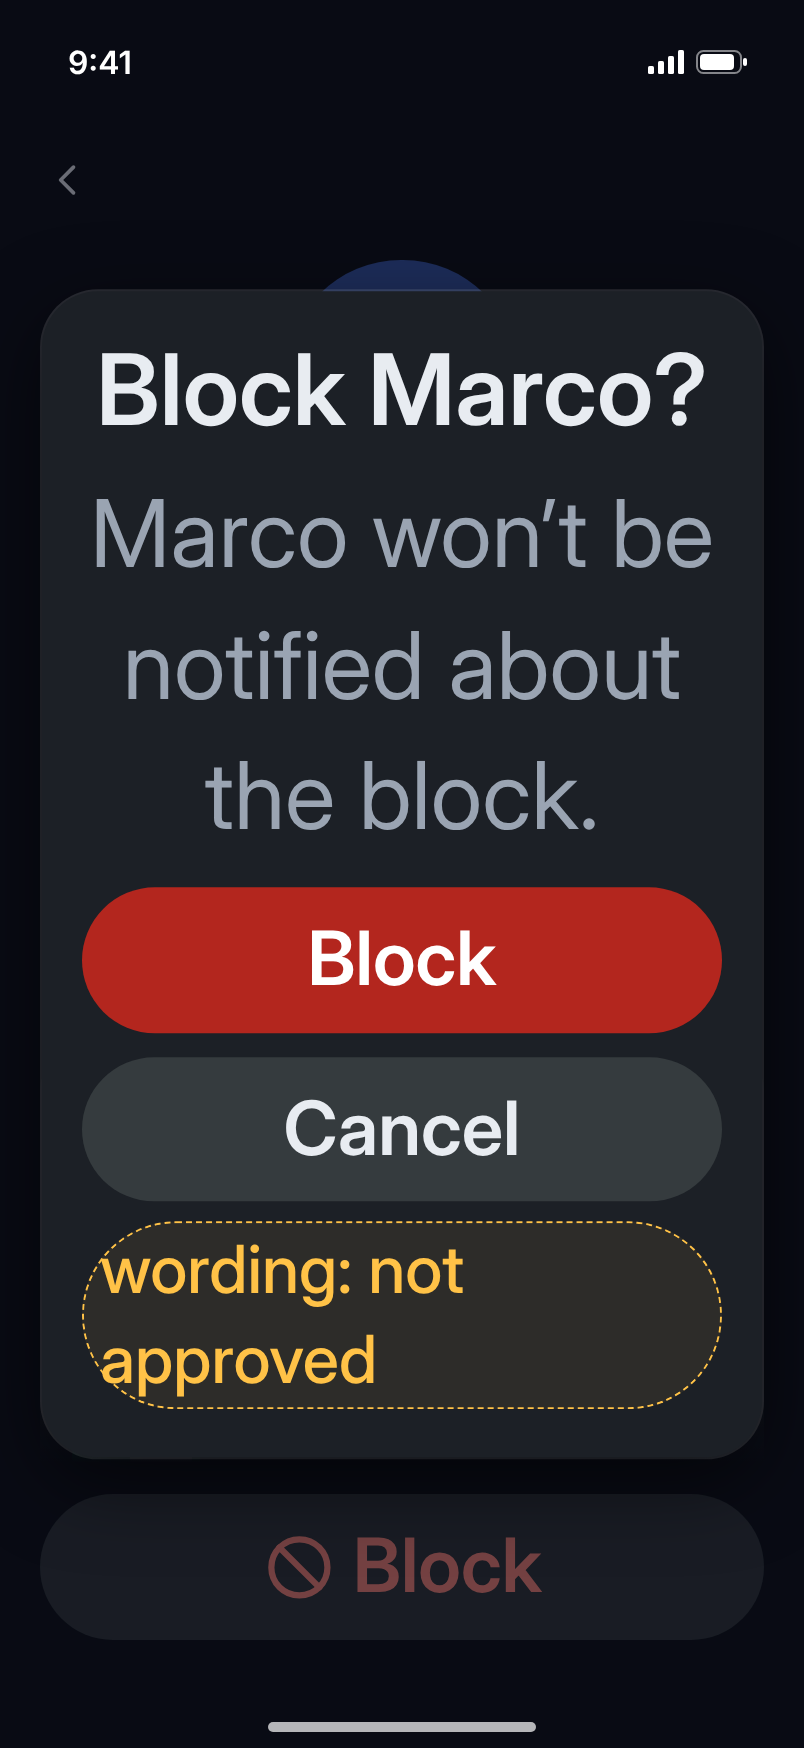 9:41
Block Marco?
Marco won’t be
notified about
the block.
Block
Cancel
wording: not
approved
Block